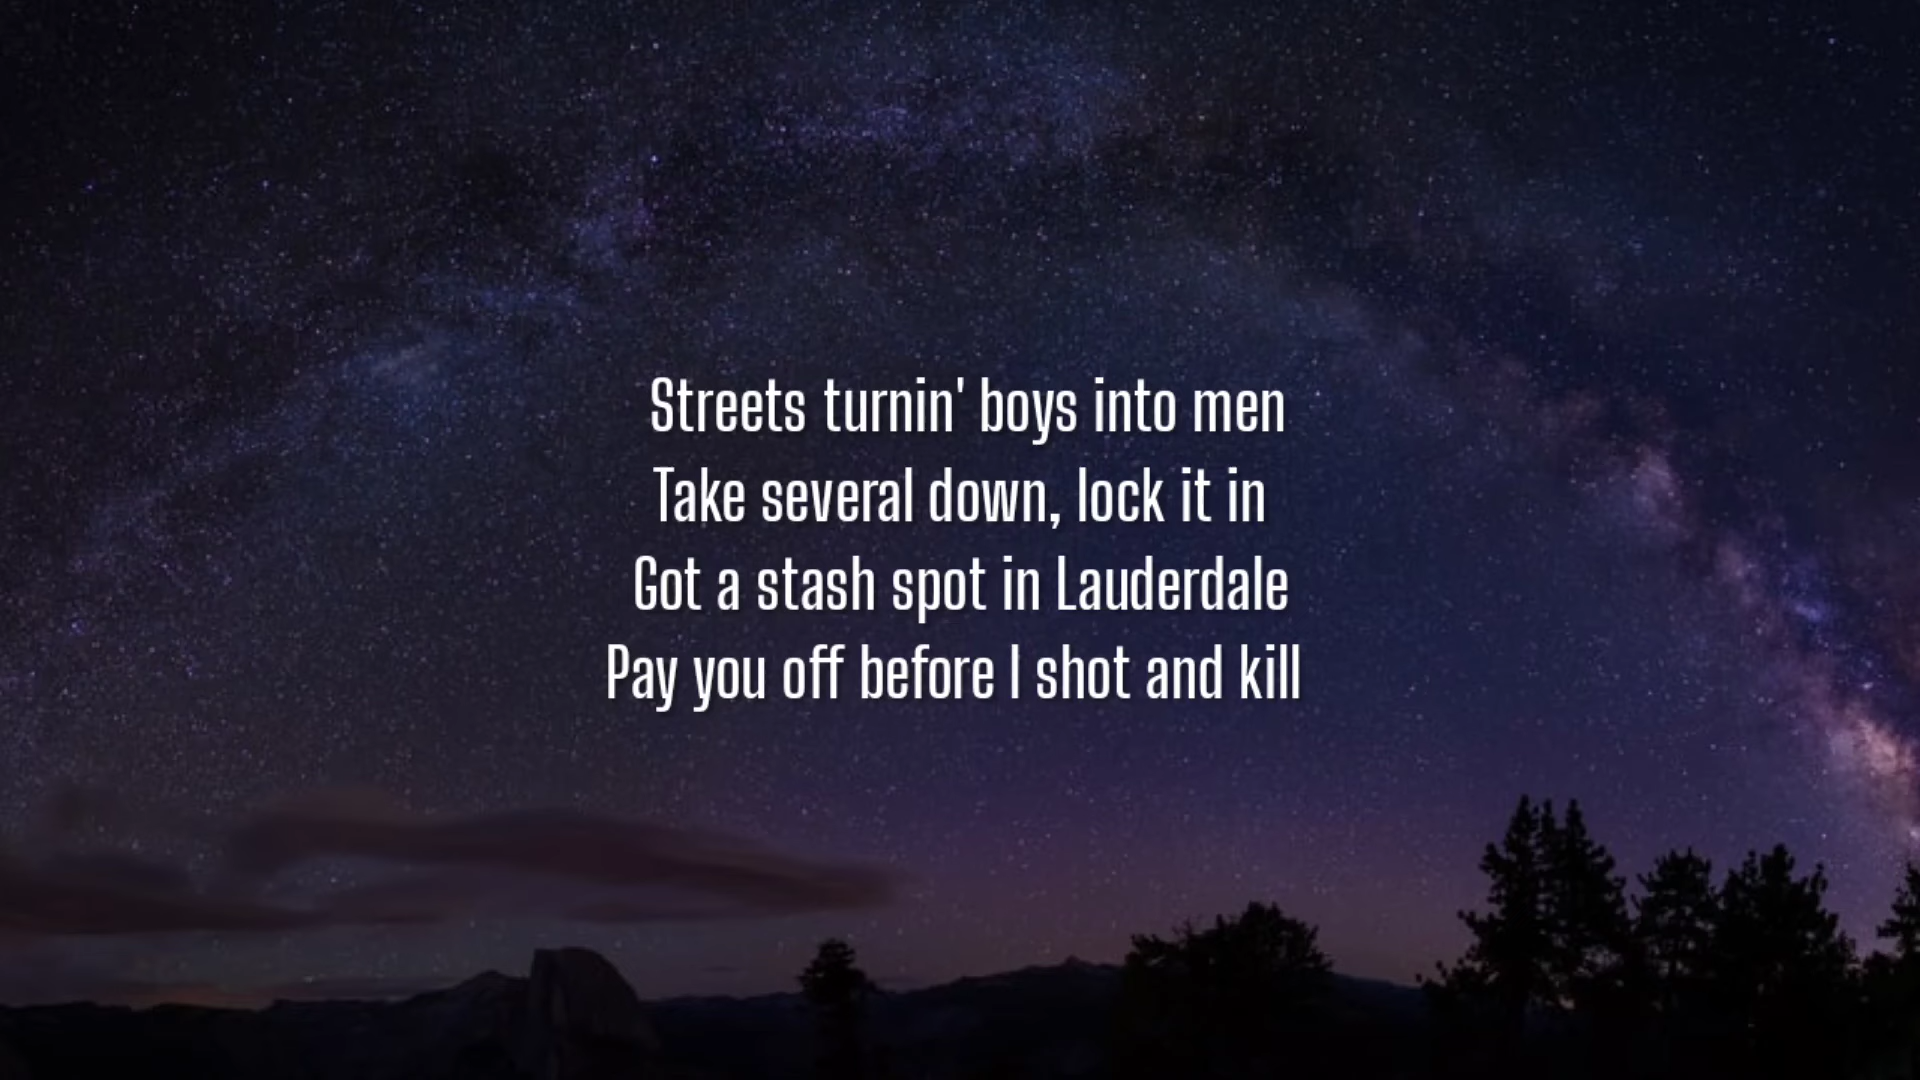 Streets turnin' boys into men
Take several down, lock it in
Got a stash spot in Lauderdale
Pay you off before I shot and kill